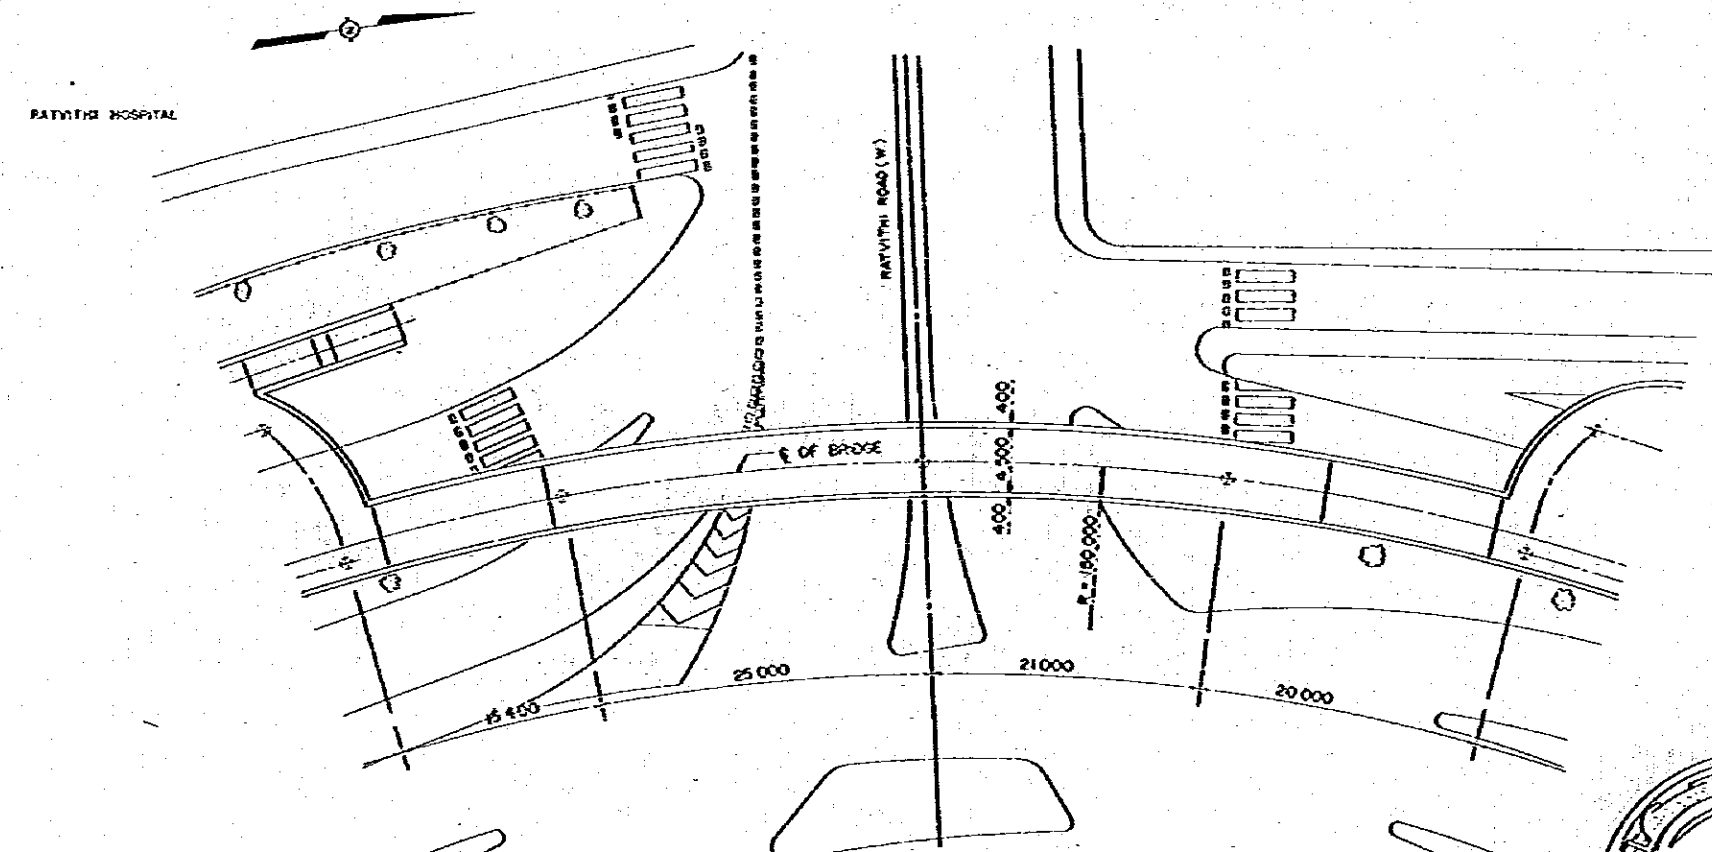 N
RATVITHI HOSPITAL
RATVITHI ROAD (W.)
400
4,500
400
℄ OF BRIDGE
R = 180,000
25 000
21 000
20 000
15 400